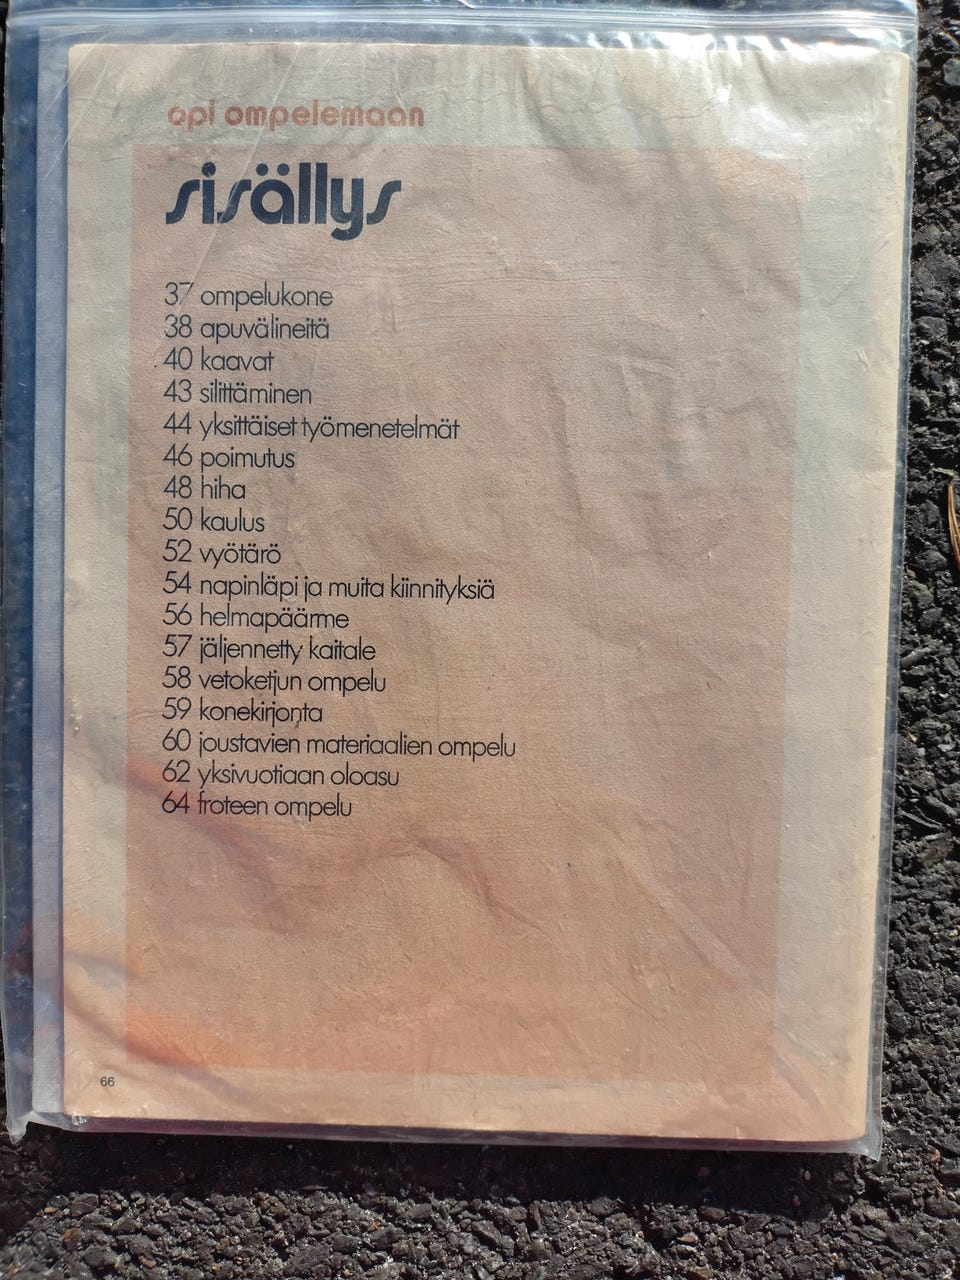 opi ompelemaan
sisällys
37 ompelukone
38 apuvälineitä
40 kaavat
43 silittäminen
44 yksittäiset työmenetelmät
46 poimutus
48 hiha
50 kaulus
52 vyötärö
54 napinläpi ja muita kiinnityksiä
56 helmapäärme
57 jäljennetty kaitale
58 vetoketjun ompelu
59 konekirjonta
60 joustavien materiaalien ompelu
62 yksivuotiaan oloasu
64 froteen ompelu
66